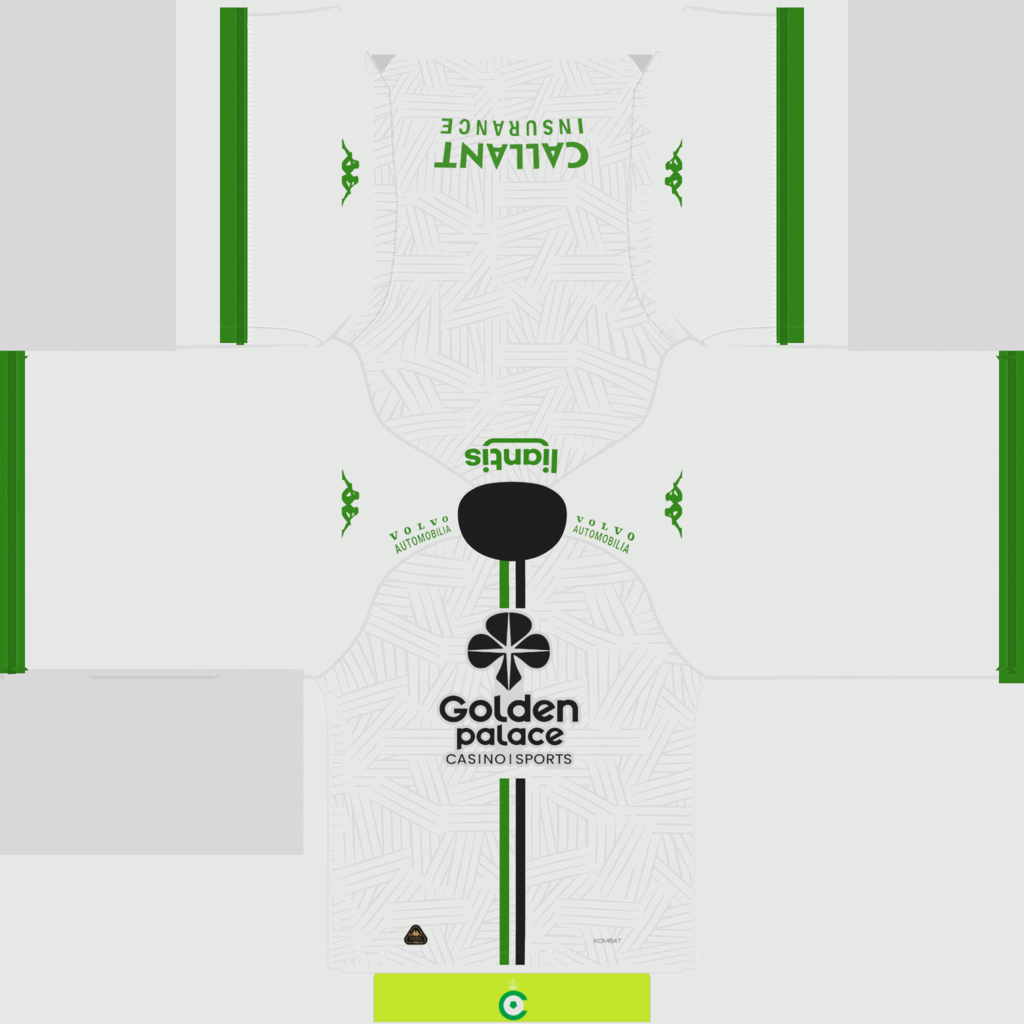 CALLANT
INSURANCE
liantis
VOLVO
AUTOMOBILIA
VOLVO
AUTOMOBILIA
Golden
palace
CASINO|SPORTS
KOMBAT